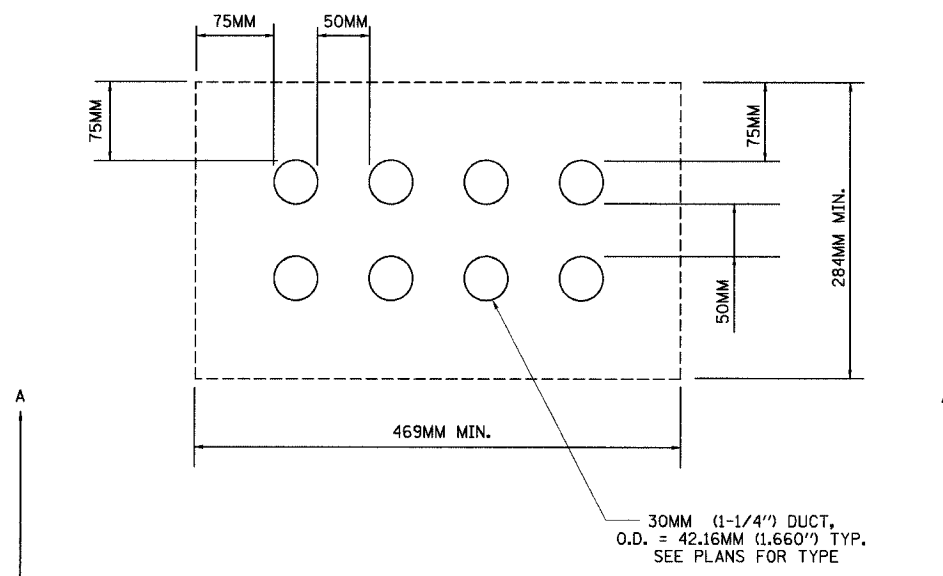 75MM
50MM
75MM
75MM
284MM MIN.
50MM
A
469MM MIN.
30MM (1-1/4") DUCT,
O.D. = 42.16MM (1.660") TYP.
SEE PLANS FOR TYPE